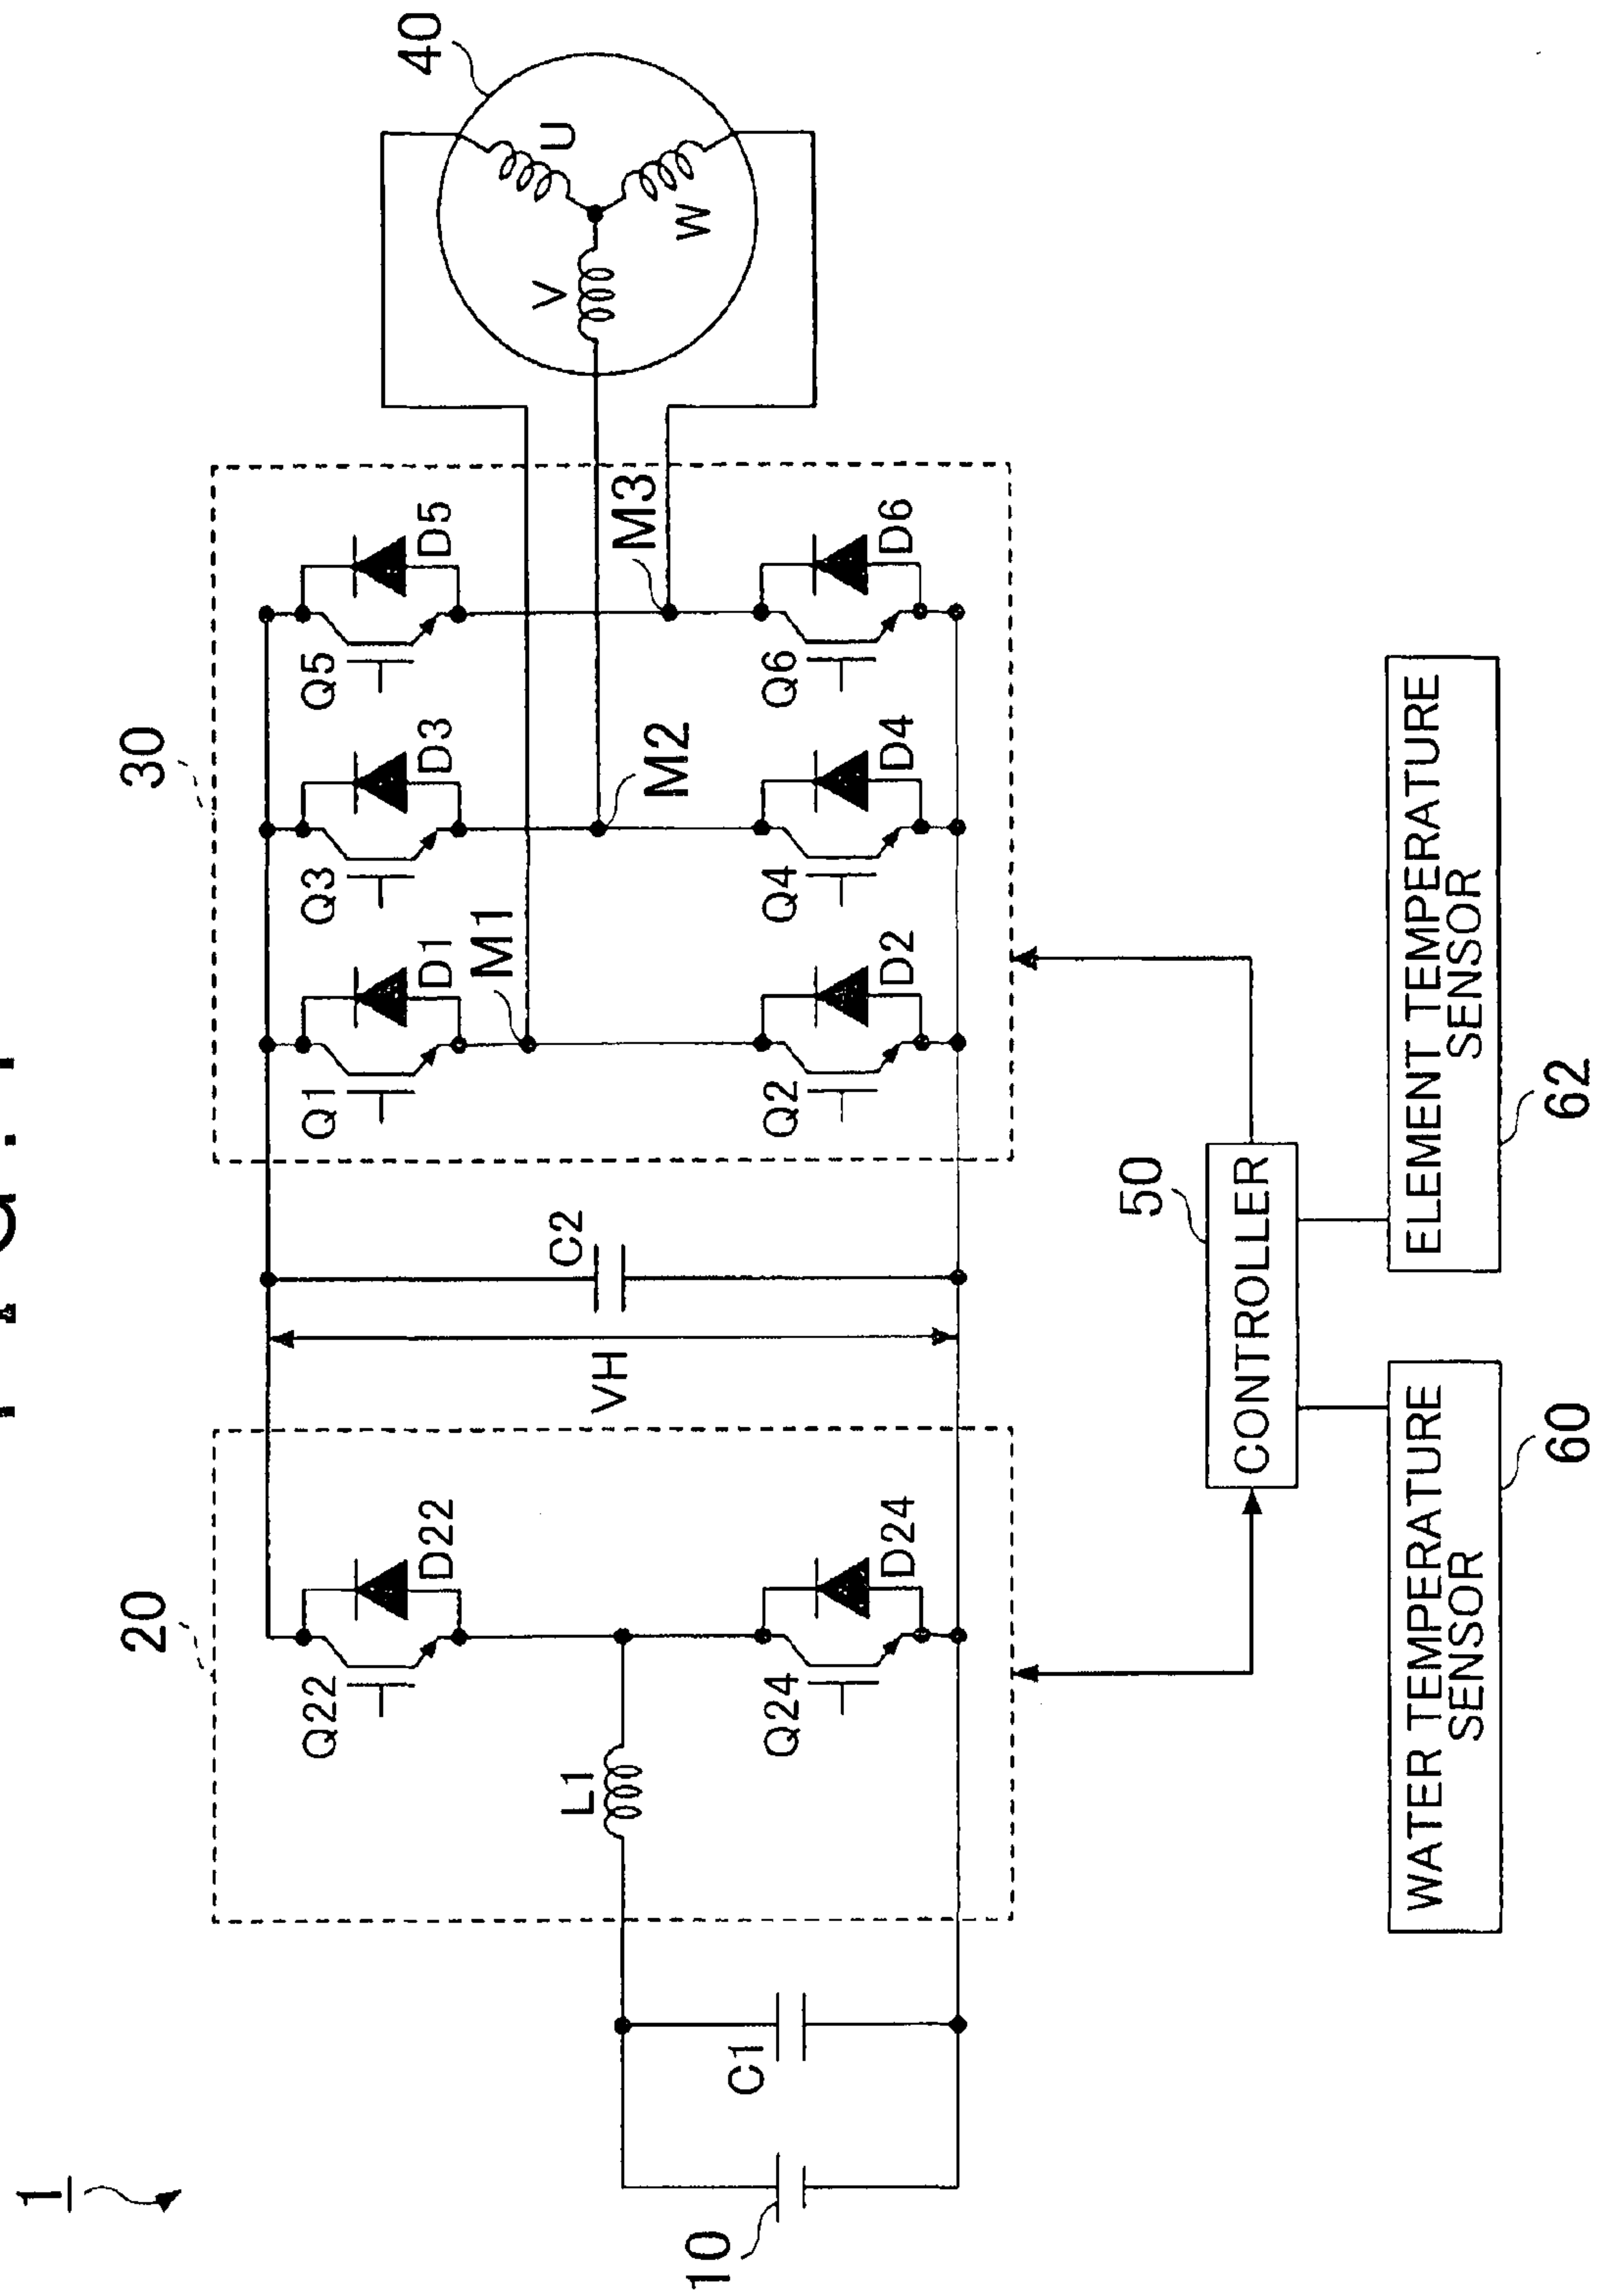 FIG. 1
1
10
C1
20
L1
Q22
D22
Q24
D24
VH
C2
30
Q1
D1
M1
Q3
D3
M2
Q5
D5
M3
Q2
D2
Q4
D4
Q6
D6
40
U
V
W
50
CONTROLLER
WATER TEMPERATURE
SENSOR
60
ELEMENT TEMPERATURE
SENSOR
62